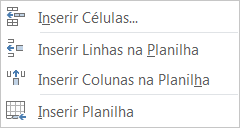 Inserir Células...
Inserir Linhas na Planilha
Inserir Colunas na Planilha
Inserir Planilha